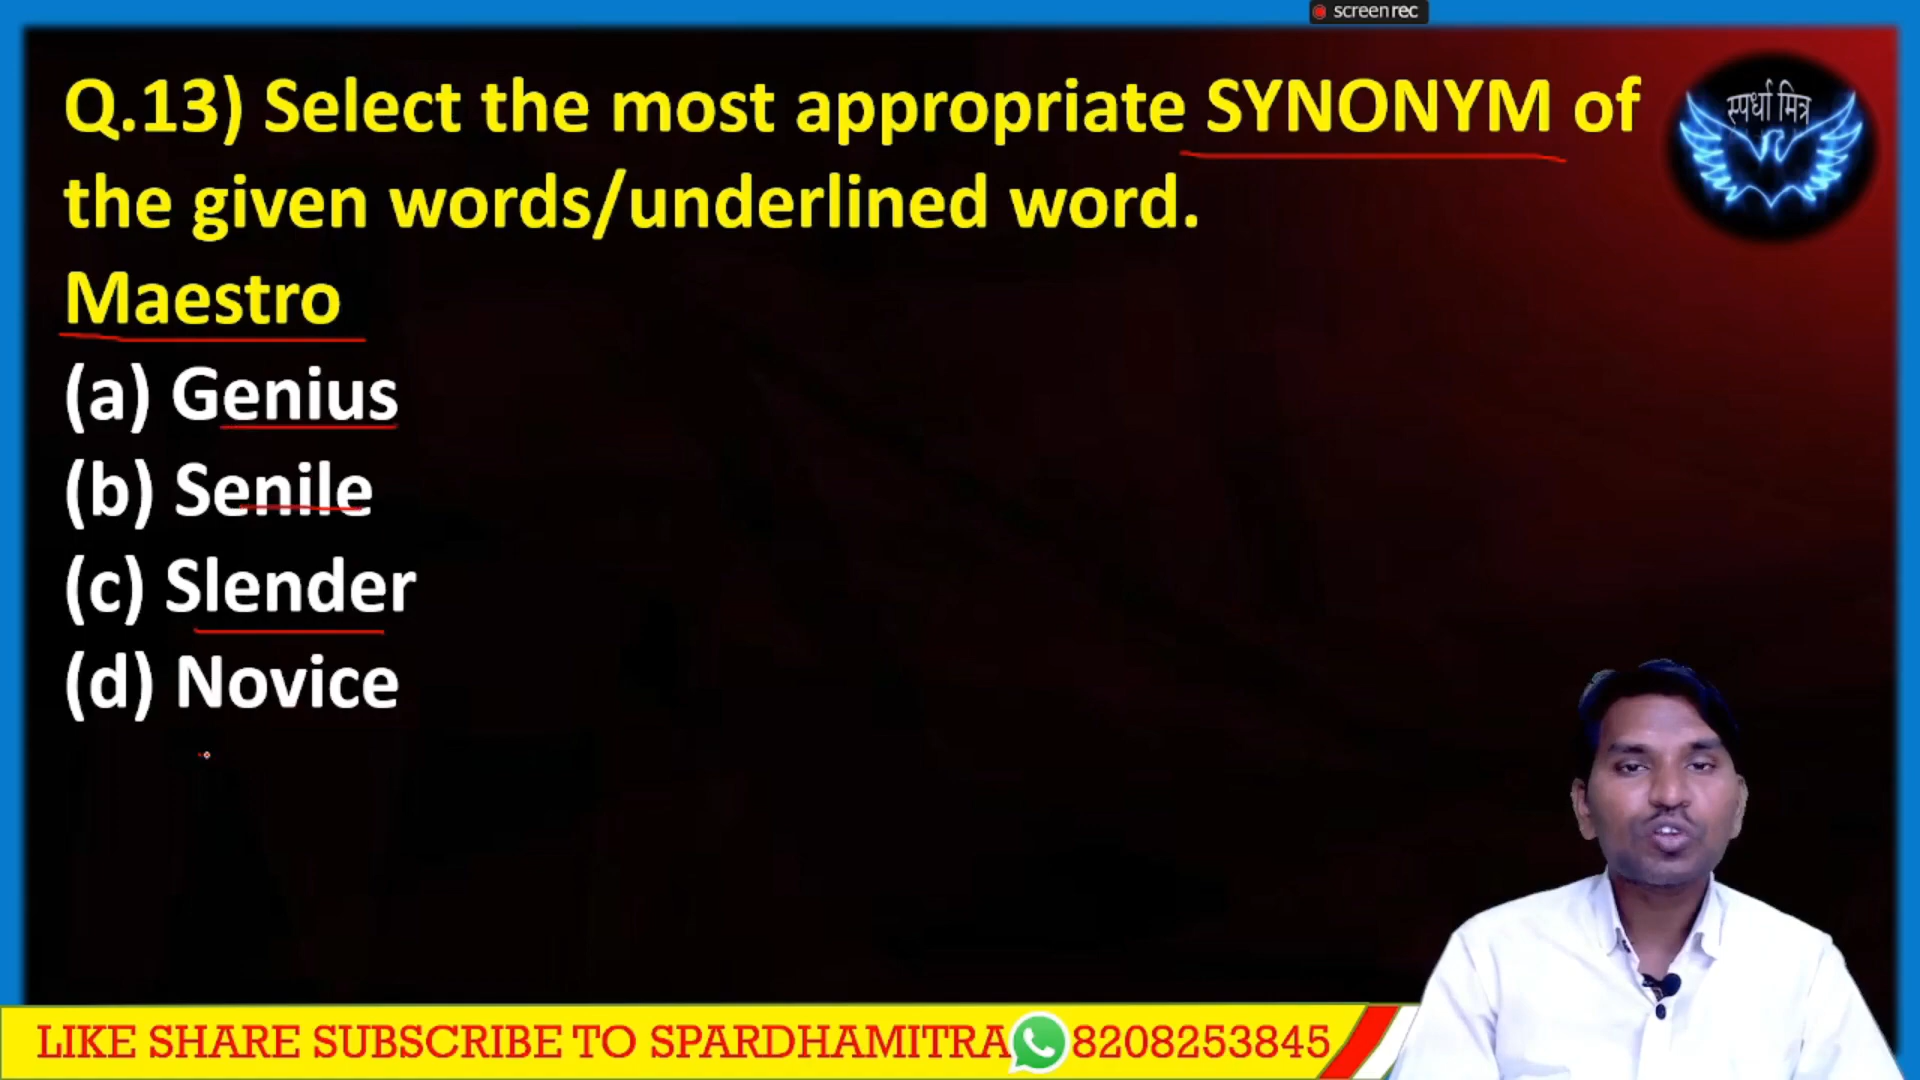 screenrec
Q.13) Select the most appropriate SYNONYM of
the given words/underlined word.
Maestro
(a) Genius
(b) Senile
(c) Slender
(d) Novice
स्पर्धा मित्र
LIKE SHARE SUBSCRIBE TO SPARDHAMITRA 8208253845